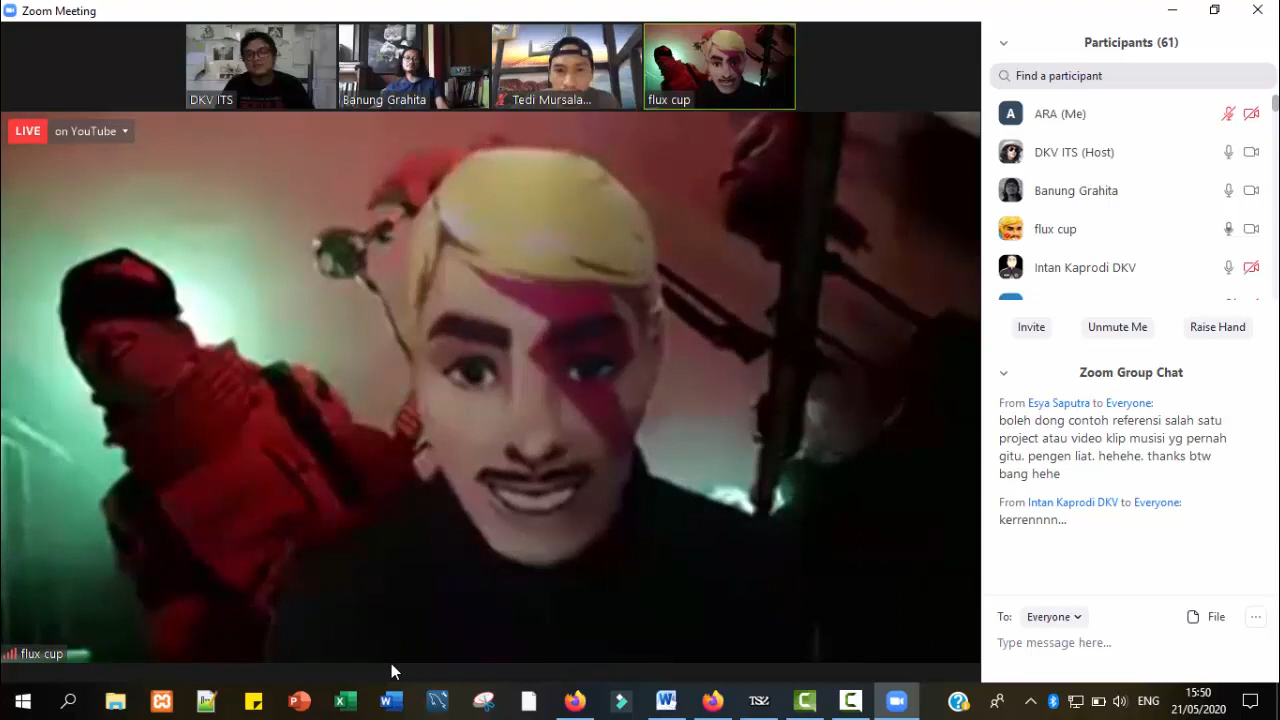 Zoom Meeting
DKV ITS
Banung Grahita
Tedi Mursala...
flux cup
LIVE on YouTube
flux cup
Participants (61)
Find a participant
A ARA (Me)
DKV ITS (Host)
Banung Grahita
flux cup
Intan Kaprodi DKV
Invite
Unmute Me
Raise Hand
Zoom Group Chat
From Esya Saputra to Everyone:
boleh dong contoh referensi salah satu
project atau video klip musisi yg pernah
gitu. pengen liat. hehehe. thanks btw
bang hehe
From Intan Kaprodi DKV to Everyone:
kerrennnn...
To: Everyone
File
Type message here...
TSZ
ENG
15:50
21/05/2020